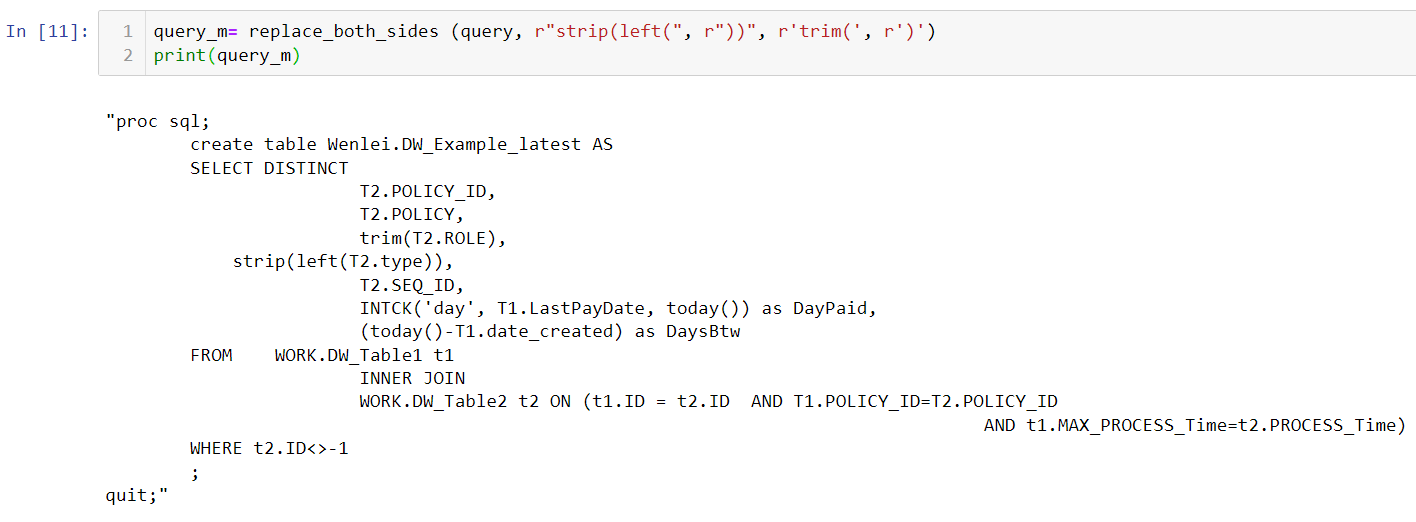 In [11]:
1 query_m= replace_both_sides (query, r"strip(left(", r"))", r'trim(', r')')
2 print(query_m)
"proc sql;
create table Wenlei.DW_Example_latest AS
SELECT DISTINCT
T2.POLICY_ID,
T2.POLICY,
trim(T2.ROLE),
strip(left(T2.type)),
T2.SEQ_ID,
INTCK('day', T1.LastPayDate, today()) as DayPaid,
(today()-T1.date_created) as DaysBtw
FROM WORK.DW_Table1 t1
INNER JOIN
WORK.DW_Table2 t2 ON (t1.ID = t2.ID AND T1.POLICY_ID=T2.POLICY_ID
AND t1.MAX_PROCESS_Time=t2.PROCESS_Time)
WHERE t2.ID<>-1
;
quit;"